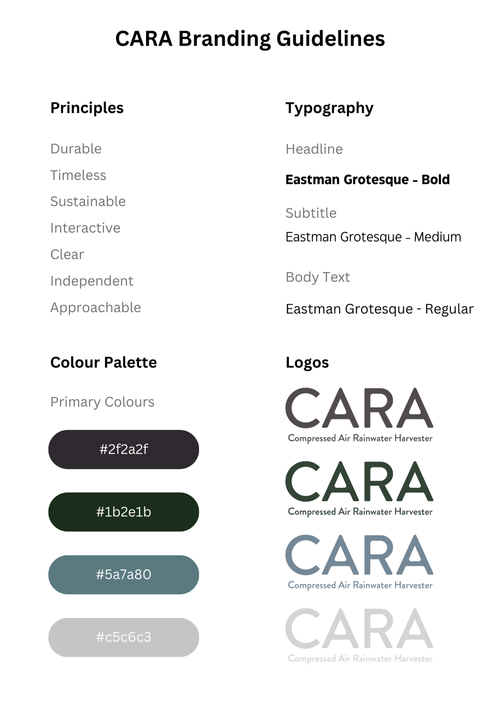 CARA Branding Guidelines
Principles
Durable
Timeless
Sustainable
Interactive
Clear
Independent
Approachable
Typography
Headline
Eastman Grotesque - Bold
Subtitle
Eastman Grotesque - Medium
Body Text
Eastman Grotesque - Regular
Colour Palette
Primary Colours
#2f2a2f
#1b2e1b
#5a7a80
#c5c6c3
Logos
CARA
Compressed Air Rainwater Harvester
CARA
Compressed Air Rainwater Harvester
CARA
Compressed Air Rainwater Harvester
CARA
Compressed Air Rainwater Harvester